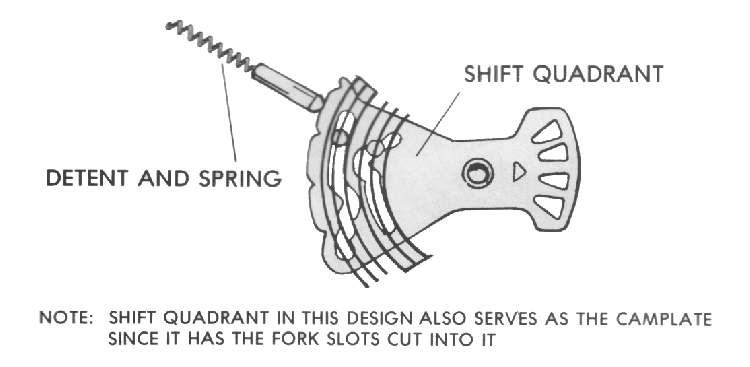 SHIFT QUADRANT
DETENT AND SPRING
NOTE: SHIFT QUADRANT IN THIS DESIGN ALSO SERVES AS THE CAMPLATE
SINCE IT HAS THE FORK SLOTS CUT INTO IT